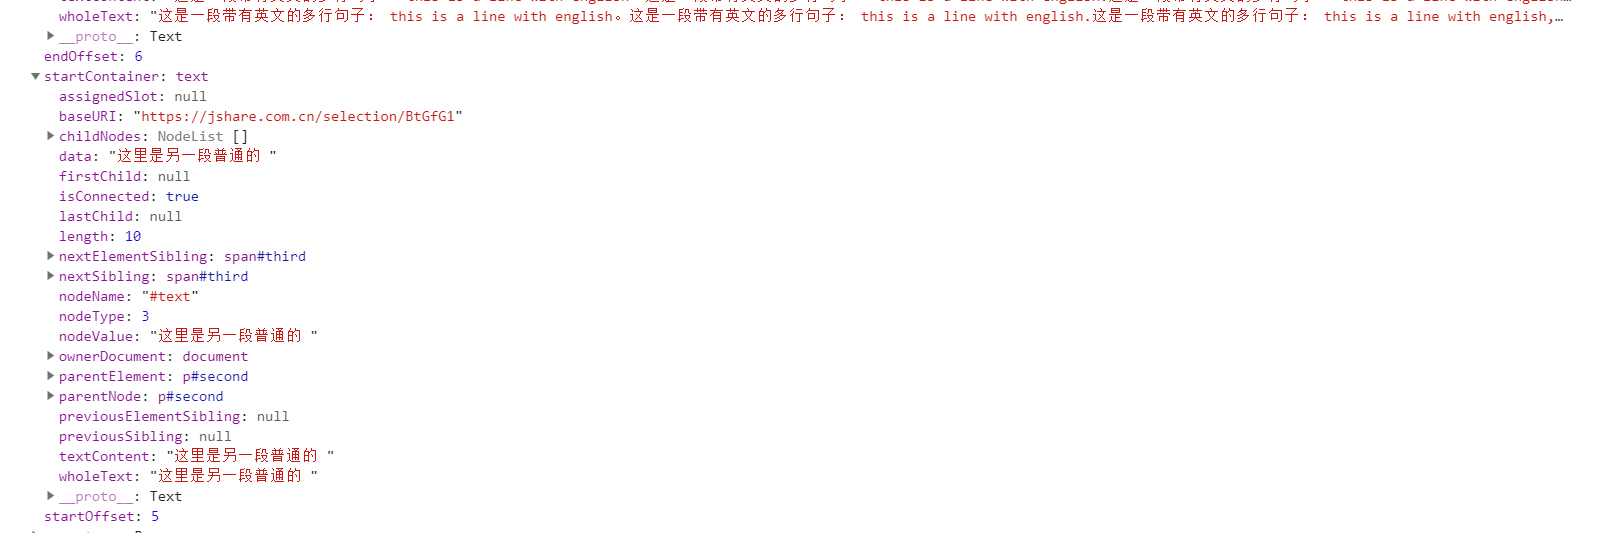 wholeText: "这是一段带有英文的多行句子： this is a line with english。这是一段带有英文的多行句子： this is a line with english.这是一段带有英文的多行句子： this is a line with english,…
__proto__: Text
endOffset: 6
startContainer: text
assignedSlot: null
baseURI: "https://jshare.com.cn/selection/BtGfG1"
childNodes: NodeList []
data: "这里是另一段普通的 "
firstChild: null
isConnected: true
lastChild: null
length: 10
nextElementSibling: span#third
nextSibling: span#third
nodeName: "#text"
nodeType: 3
nodeValue: "这里是另一段普通的 "
ownerDocument: document
parentElement: p#second
parentNode: p#second
previousElementSibling: null
previousSibling: null
textContent: "这里是另一段普通的 "
wholeText: "这里是另一段普通的 "
__proto__: Text
startOffset: 5